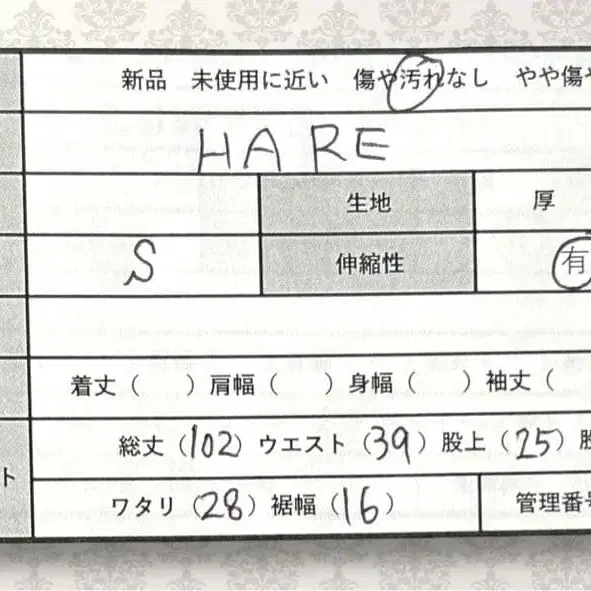 新品 未使用に近い 傷や汚れなし やや傷
HARE
生地 厚
S 伸縮性 有
着丈( )肩幅( )身幅( )袖丈(
総丈(102)ウエスト(39)股上(25)股
ト
ワタリ(28)裾幅(16) 管理番号